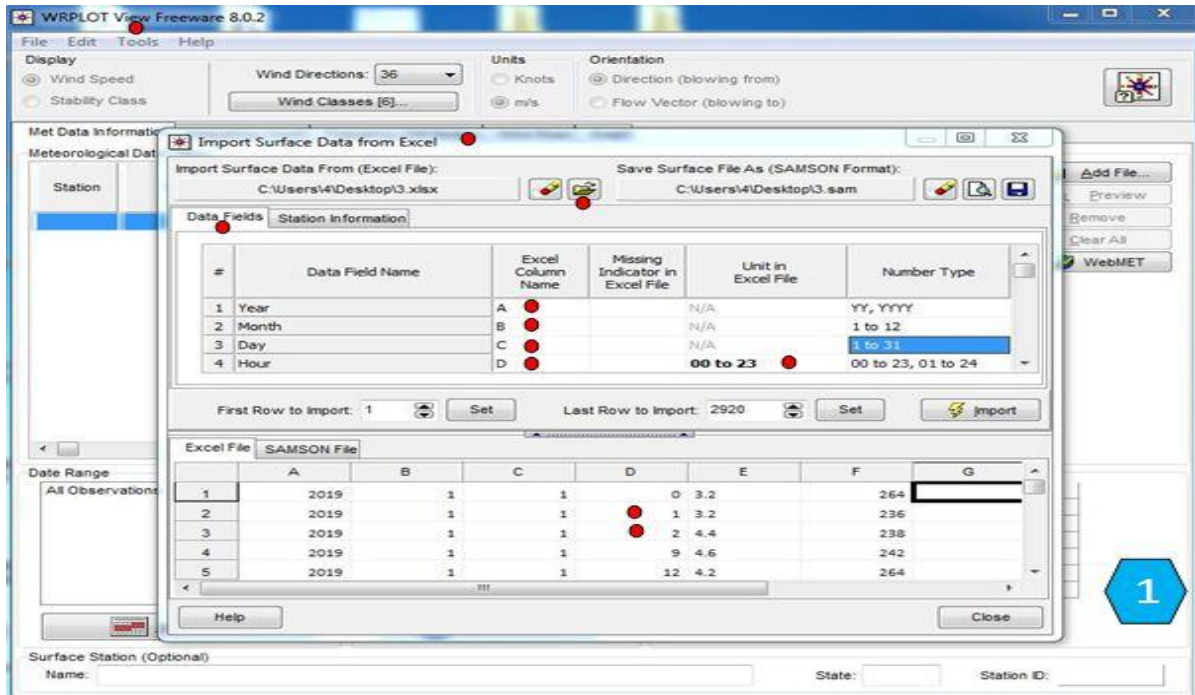 WRPLOT View Freeware 8.0.2
File Edit Tools Help
Display
Wind Speed
Stability Class
Wind Directions: 36
Wind Classes [6]...
Units
Knots
m/s
Orientation
Direction (blowing from)
Flow Vector (blowing to)
Met Data Informatio
Meteorological Dat
Station
Add File...
Preview
Remove
Clear All
WebMET
Import Surface Data from Excel
Import Surface Data From (Excel File):
C:\Users\4\Desktop\3.xlsx
Save Surface File As (SAMSON Format):
C:\Users\4\Desktop\3.sam
Data Fields Station Information
# Data Field Name Excel Column Name Missing Indicator in Excel File Unit in Excel File Number Type
1 Year A N/A YY, YYYY
2 Month B N/A 1 to 12
3 Day C N/A 1 to 31
4 Hour D 00 to 23 00 to 23, 01 to 24
First Row to Import: 1 Set Last Row to Import: 2920 Set Import
Excel File SAMSON File
A B C D E F G
1 2019 1 1 0 3.2 264
2 2019 1 1 1 3.2 236
3 2019 1 1 2 4.4 238
4 2019 1 1 9 4.6 242
5 2019 1 1 12 4.2 264
Help Close
Date Range
All Observations
1
Surface Station (Optional)
Name: State: Station ID: